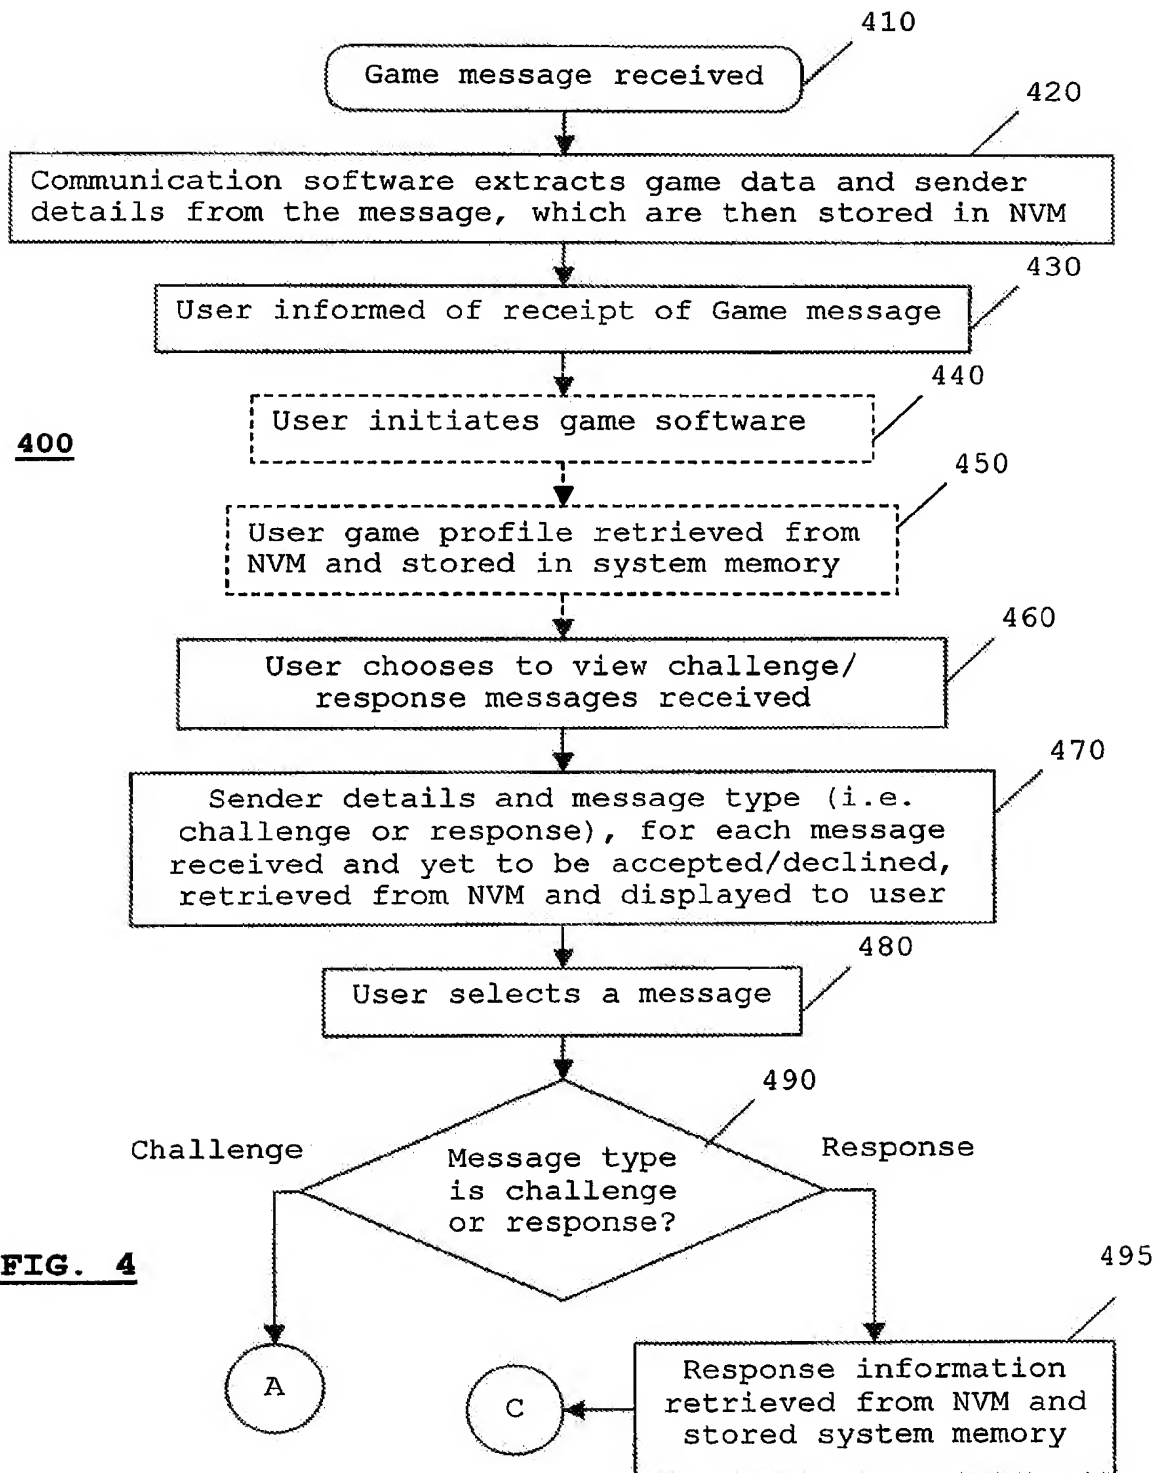 410
Game message received
420
Communication software extracts game data and sender
details from the message, which are then stored in NVM
430
User informed of receipt of Game message
440
User initiates game software
400
450
User game profile retrieved from
NVM and stored in system memory
460
User chooses to view challenge/
response messages received
470
Sender details and message type (i.e.
challenge or response), for each message
received and yet to be accepted/declined,
retrieved from NVM and displayed to user
480
User selects a message
490
Challenge
Response
Message type
is challenge
or response?
FIG. 4
495
A
C
Response information
retrieved from NVM and
stored system memory